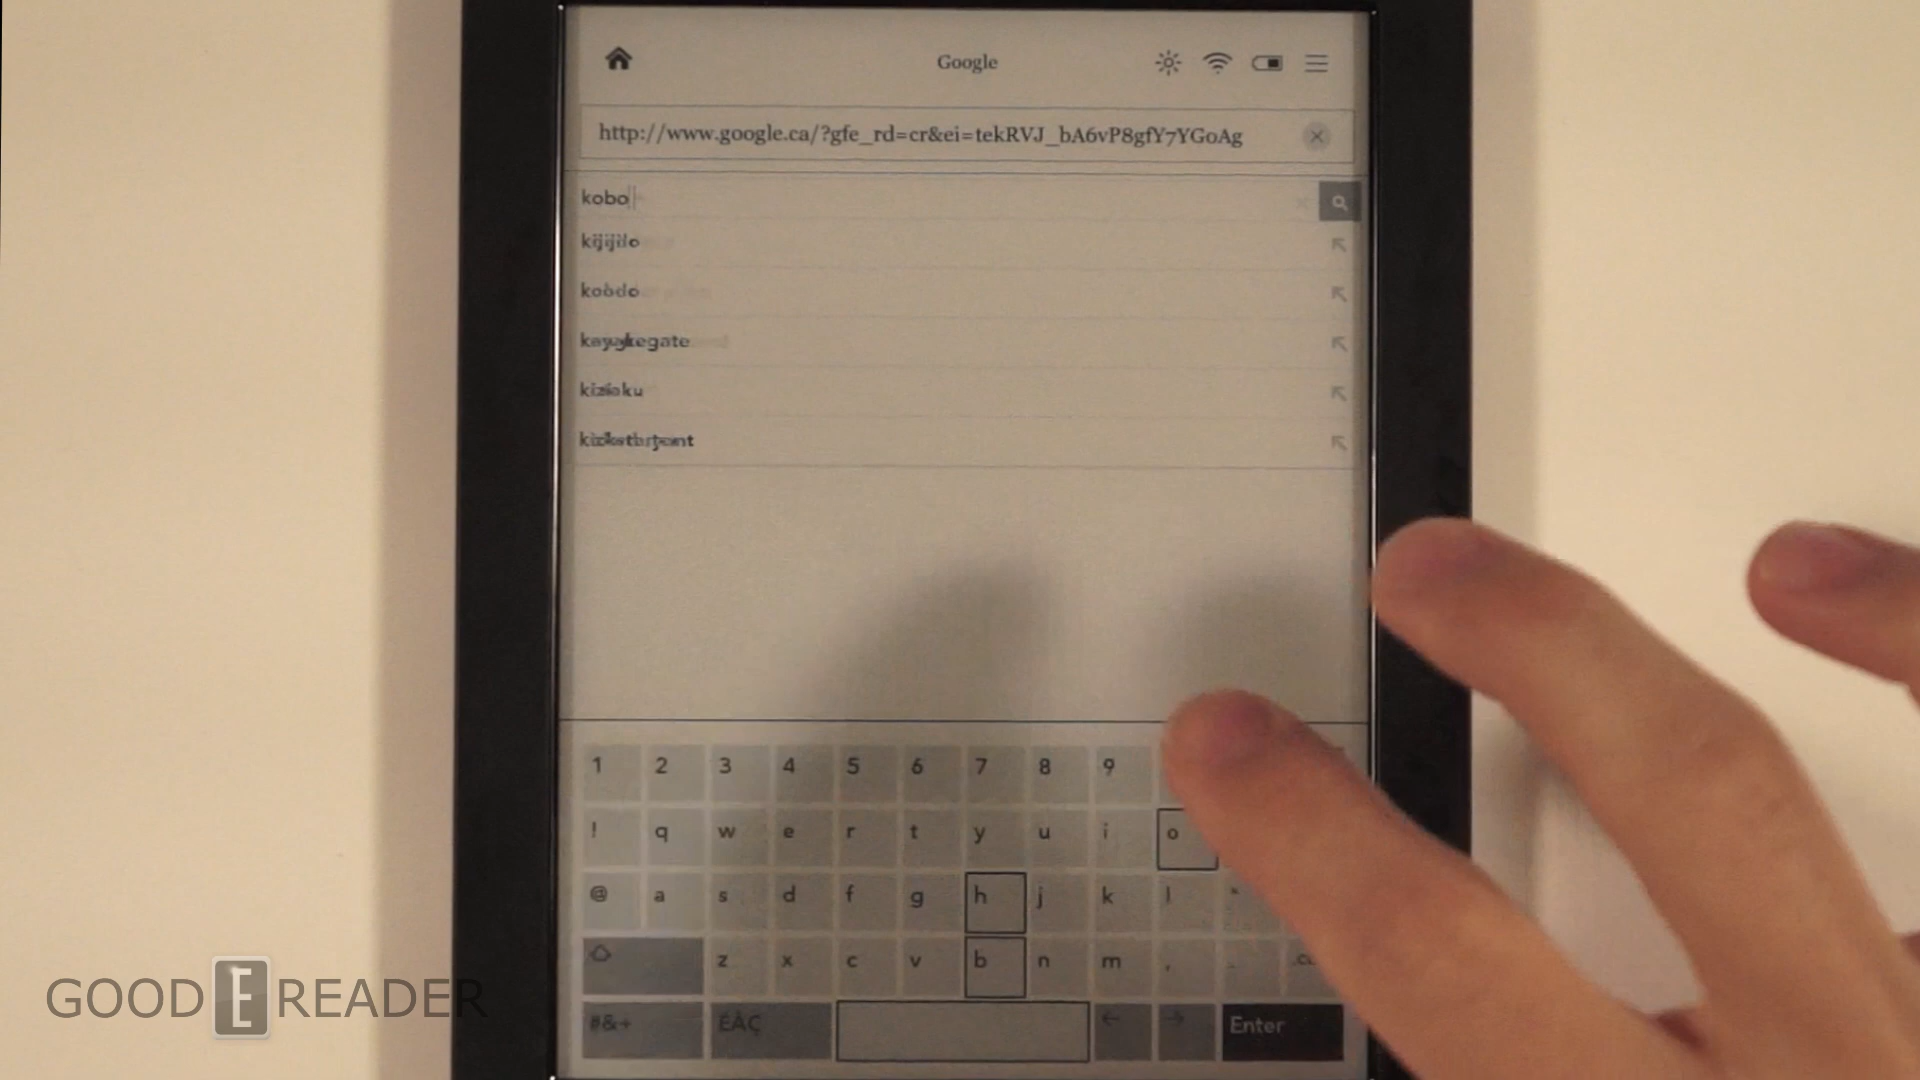 Google
http://www.google.ca/?gfe_rd=cr&ei=tekRVJ_bA6vP8gfY7YGoAg
kobo
1 2 3 4 5 6 7 8 9
! q w e r t y u i o
@ a s d f g h j k l
z x c v b n m ,
#&+ ÉÀÇ ← → Enter
GOOD E READER